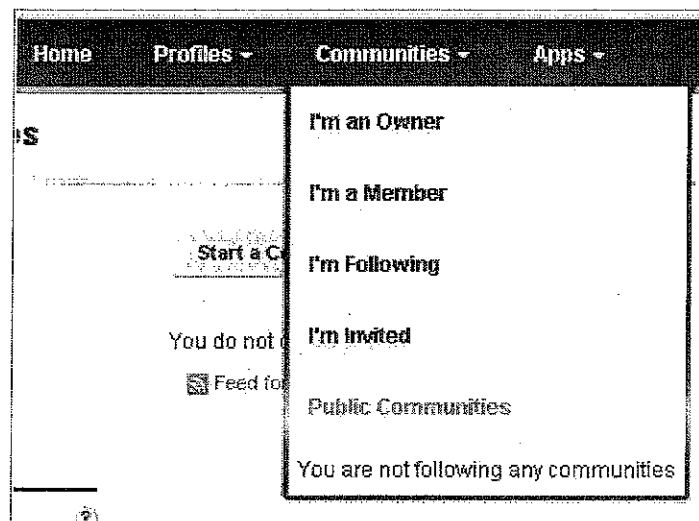 Home Profiles Communities Apps
I'm an Owner
es
I'm a Member
Start a C
I'm Following
You do not
I'm Invited
Feed for
Public Communities
You are not following any communities
?